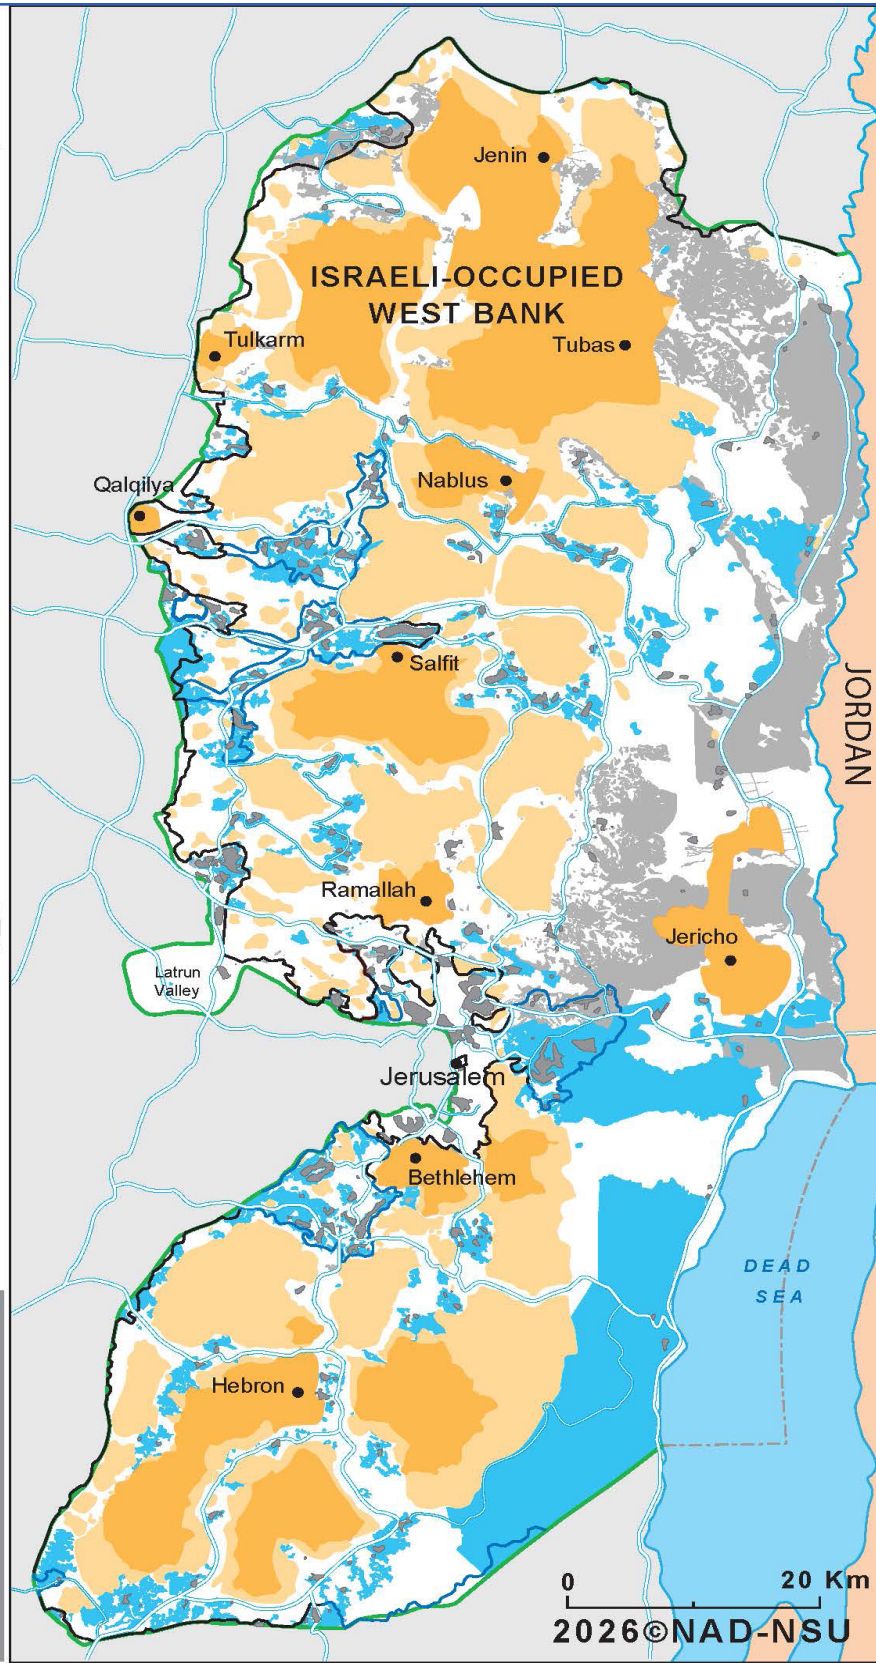 Jenin
ISRAELI-OCCUPIED
WEST BANK
Tulkarm
Tubas
Qalqilya
Nablus
Salfit
JORDAN
Ramallah
Jericho
Latrun
Valley
Jerusalem
Bethlehem
DEAD
SEA
Hebron
0 20 Km
2026©NAD-NSU